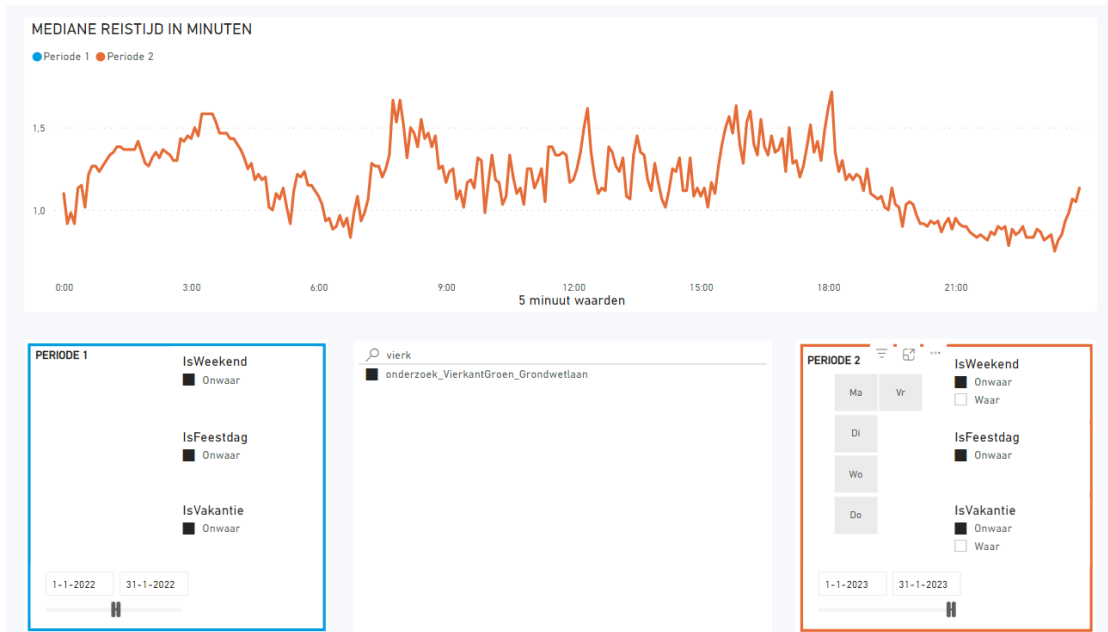 MEDIANE REISTIJD IN MINUTEN
Periode 1 Periode 2
1.5
1.0
0:00 3:00 6:00 9:00 12:00 15:00 18:00 21:00
5 minuut waarden
PERIODE 1
IsWeekend
Onwaar
IsFeestdag
Onwaar
IsVakantie
Onwaar
1-1-2022 31-1-2022
vierk
onderzoek_VierkantGroen_Grondwetlaan
PERIODE 2
Ma Vr
Di
Wo
Do
IsWeekend
Onwaar
Waar
IsFeestdag
Onwaar
IsVakantie
Onwaar
Waar
1-1-2023 31-1-2023